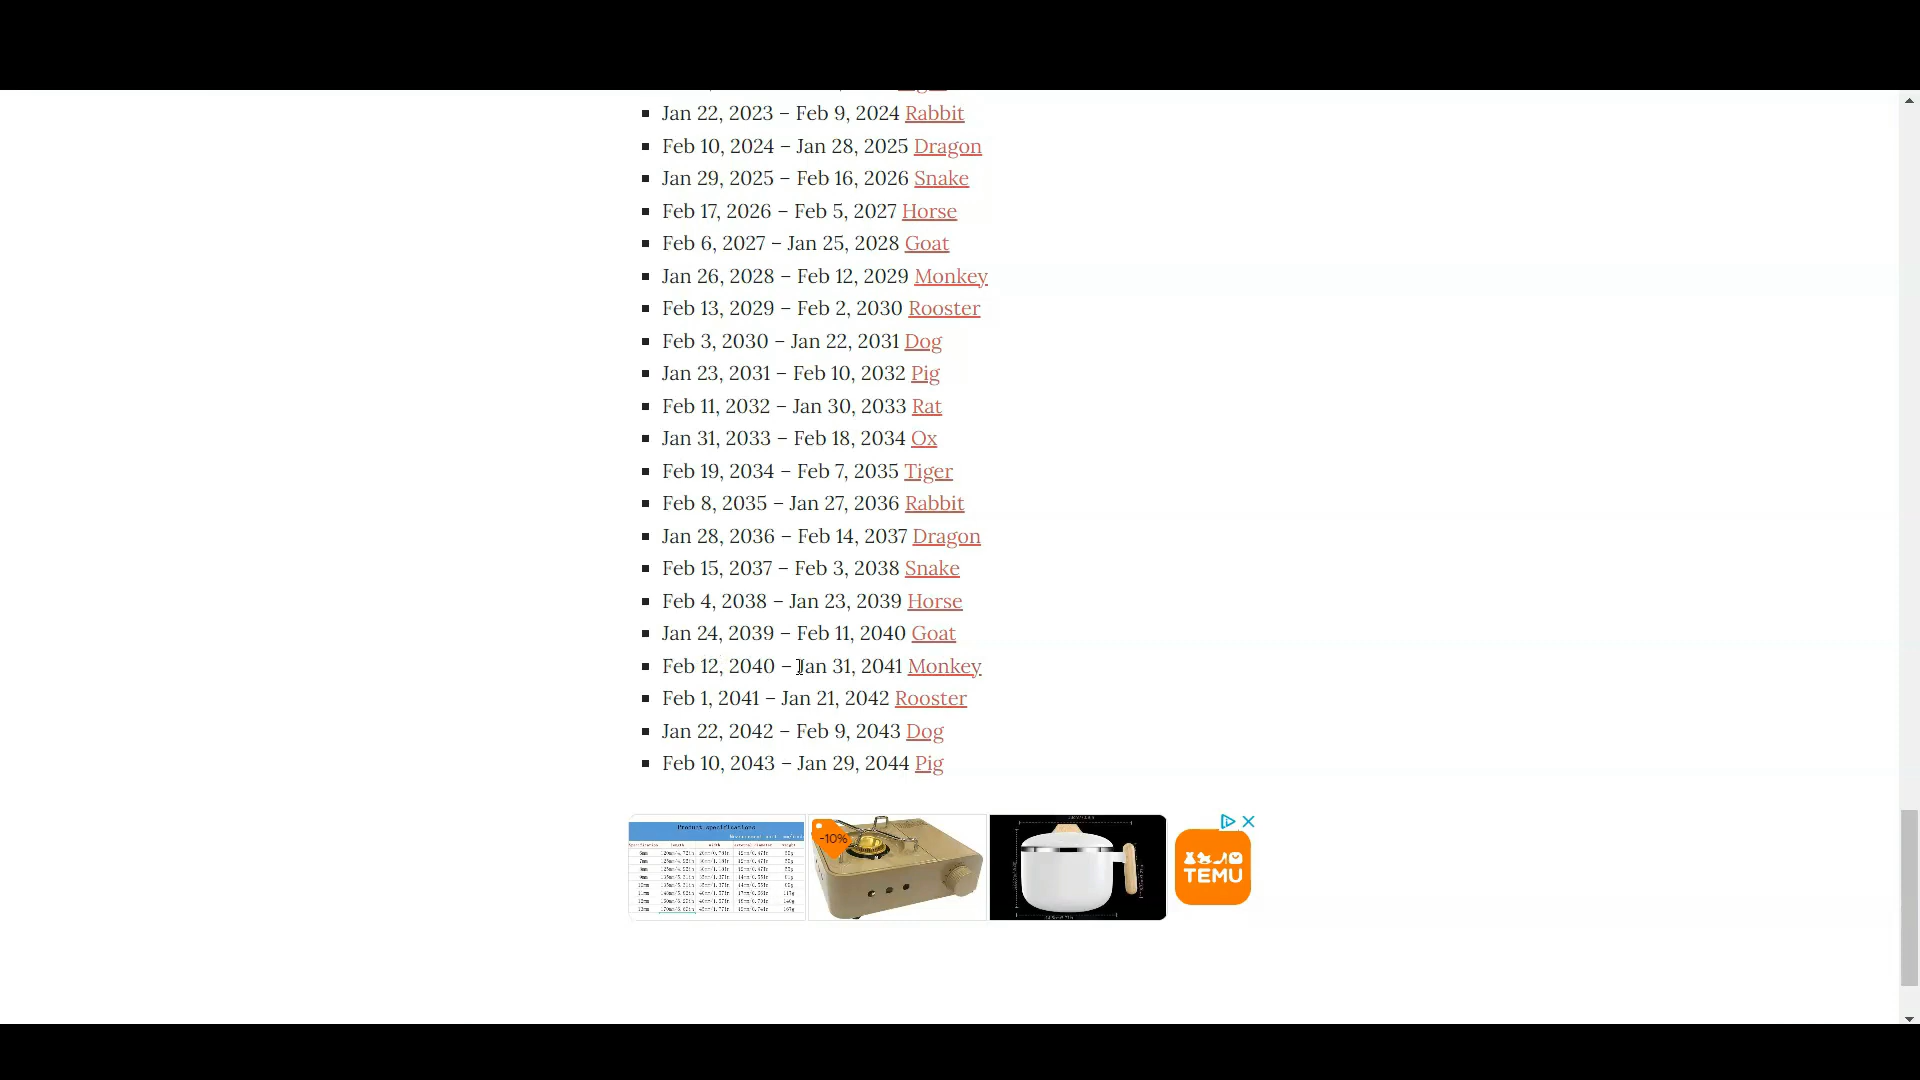 Jan 22, 2023 – Feb 9, 2024 Rabbit
Feb 10, 2024 – Jan 28, 2025 Dragon
Jan 29, 2025 – Feb 16, 2026 Snake
Feb 17, 2026 – Feb 5, 2027 Horse
Feb 6, 2027 – Jan 25, 2028 Goat
Jan 26, 2028 – Feb 12, 2029 Monkey
Feb 13, 2029 – Feb 2, 2030 Rooster
Feb 3, 2030 – Jan 22, 2031 Dog
Jan 23, 2031 – Feb 10, 2032 Pig
Feb 11, 2032 – Jan 30, 2033 Rat
Jan 31, 2033 – Feb 18, 2034 Ox
Feb 19, 2034 – Feb 7, 2035 Tiger
Feb 8, 2035 – Jan 27, 2036 Rabbit
Jan 28, 2036 – Feb 14, 2037 Dragon
Feb 15, 2037 – Feb 3, 2038 Snake
Feb 4, 2038 – Jan 23, 2039 Horse
Jan 24, 2039 – Feb 11, 2040 Goat
Feb 12, 2040 – Jan 31, 2041 Monkey
Feb 1, 2041 – Jan 21, 2042 Rooster
Jan 22, 2042 – Feb 9, 2043 Dog
Feb 10, 2043 – Jan 29, 2044 Pig
Product specifications
-10%
TEMU